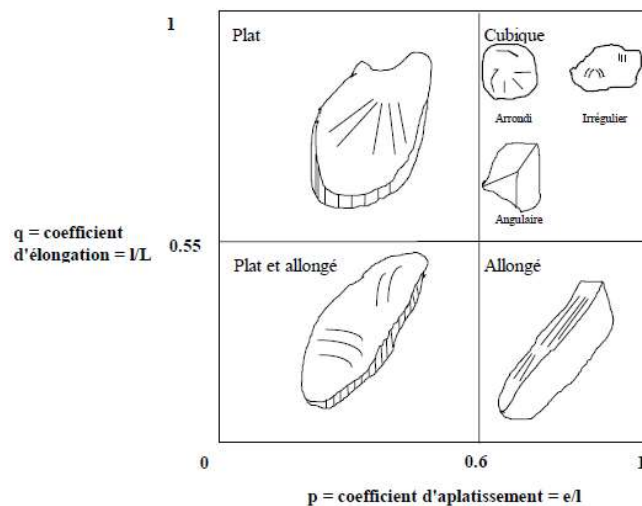 1
Plat
Cubique
Arrondi
Irrégulier
Angulaire
q = coefficient
d'élongation = l/L
0.55
Plat et allongé
Allongé
0
0.6
1
p = coefficient d'aplatissement = e/l